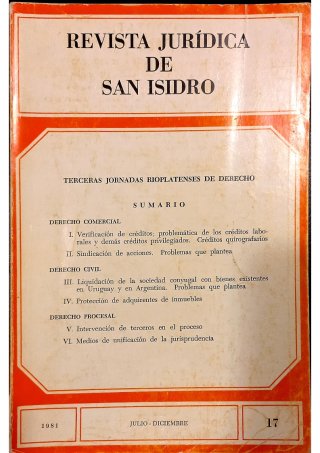 REVISTA JURÍDICA
DE
SAN ISIDRO
TERCERAS JORNADAS RIOPLATENSES DE DERECHO
SUMARIO
DERECHO COMERCIAL
I. Verificación de créditos: problemática de los créditos labo-
rales y demás créditos privilegiados. Créditos quirografarios
II. Sindicación de acciones. Problemas que plantea
DERECHO CIVIL
III. Liquidación de la sociedad conyugal con bienes existentes
en Uruguay y en Argentina. Problemas que plantea
IV. Protección de adquirentes de inmuebles
DERECHO PROCESAL
V. Intervención de terceros en el proceso
VI. Medios de unificación de la jurisprudencia
1981
JULIO - DICIEMBRE
17